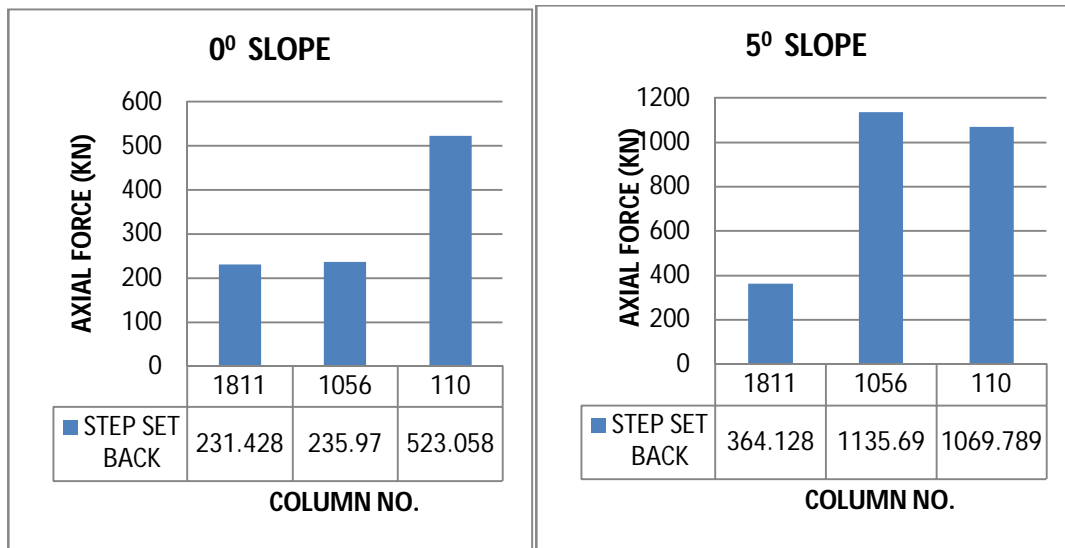 0⁰ SLOPE
AXIAL FORCE (KN)
600
500
400
300
200
100
0
1811 1056 110
STEP SET BACK 231.428 235.97 523.058
COLUMN NO.
5⁰ SLOPE
AXIAL FORCE (KN)
1200
1000
800
600
400
200
0
1811 1056 110
STEP SET BACK 364.128 1135.69 1069.789
COLUMN NO.